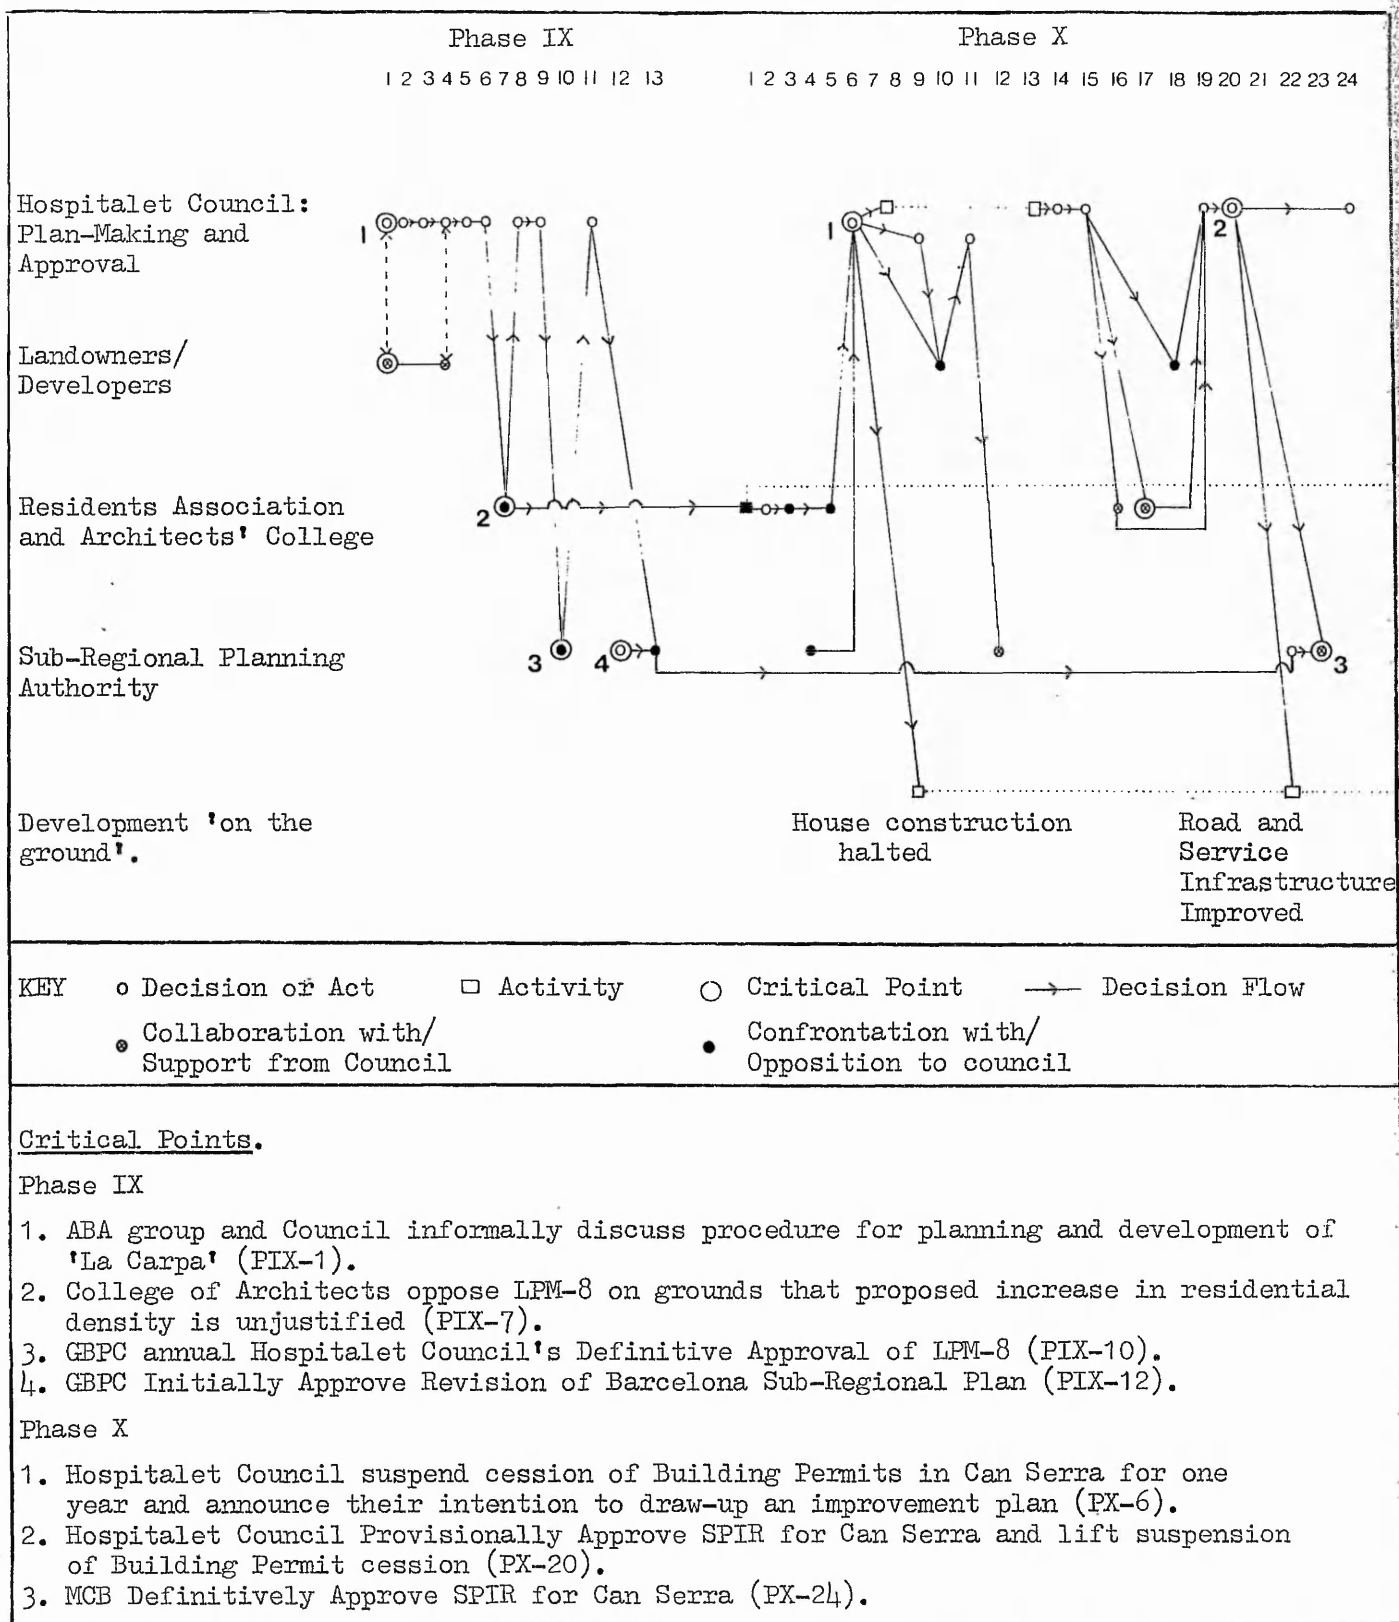 Phase IX Phase X
1 2 3 4 5 6 7 8 9 10 11 12 13 1 2 3 4 5 6 7 8 9 10 11 12 13 14 15 16 17 18 19 20 21 22 23 24
Hospitalet Council:
Plan-Making and
Approval
1
1
2
Landowners/
Developers
Residents Association
and Architects' College
2
Sub-Regional Planning
Authority
3 4 3
Development 'on the
ground'.
House construction
halted
Road and
Service
Infrastructure
Improved
KEY Decision or Act Activity Critical Point Decision Flow
Collaboration with/
Support from Council
Confrontation with/
Opposition to council
Critical Points.
Phase IX
1. ABA group and Council informally discuss procedure for planning and development of
'La Carpa' (PIX-1).
2. College of Architects oppose LPM-8 on grounds that proposed increase in residential
density is unjustified (PIX-7).
3. GBPC annual Hospitalet Council's Definitive Approval of LPM-8 (PIX-10).
4. GBPC Initially Approve Revision of Barcelona Sub-Regional Plan (PIX-12).
Phase X
1. Hospitalet Council suspend cession of Building Permits in Can Serra for one
year and announce their intention to draw-up an improvement plan (PX-6).
2. Hospitalet Council Provisionally Approve SPIR for Can Serra and lift suspension
of Building Permit cession (PX-20).
3. MCB Definitively Approve SPIR for Can Serra (PX-24).